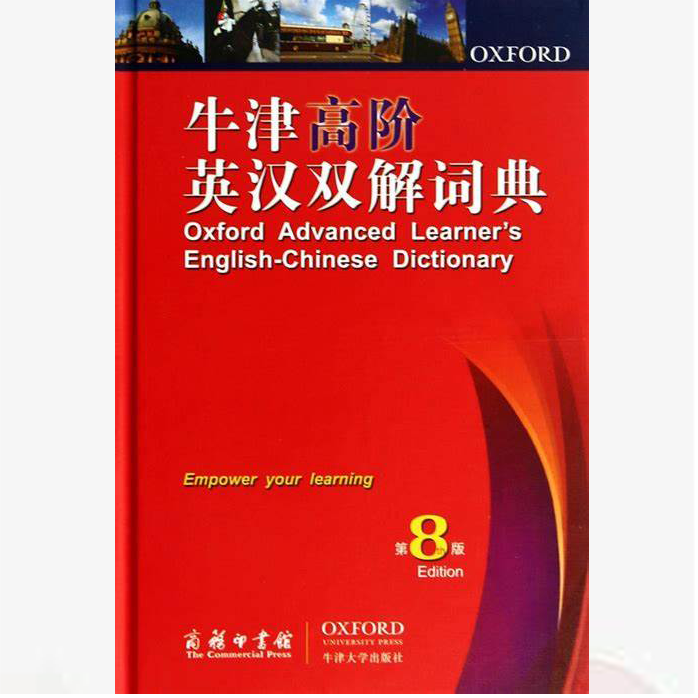 OXFORD
牛津高阶
英汉双解词典
Oxford Advanced Learner's
English-Chinese Dictionary
Empower your learning
第8th版
Edition
商务印书馆
The Commercial Press
OXFORD
UNIVERSITY PRESS
牛津大学出版社